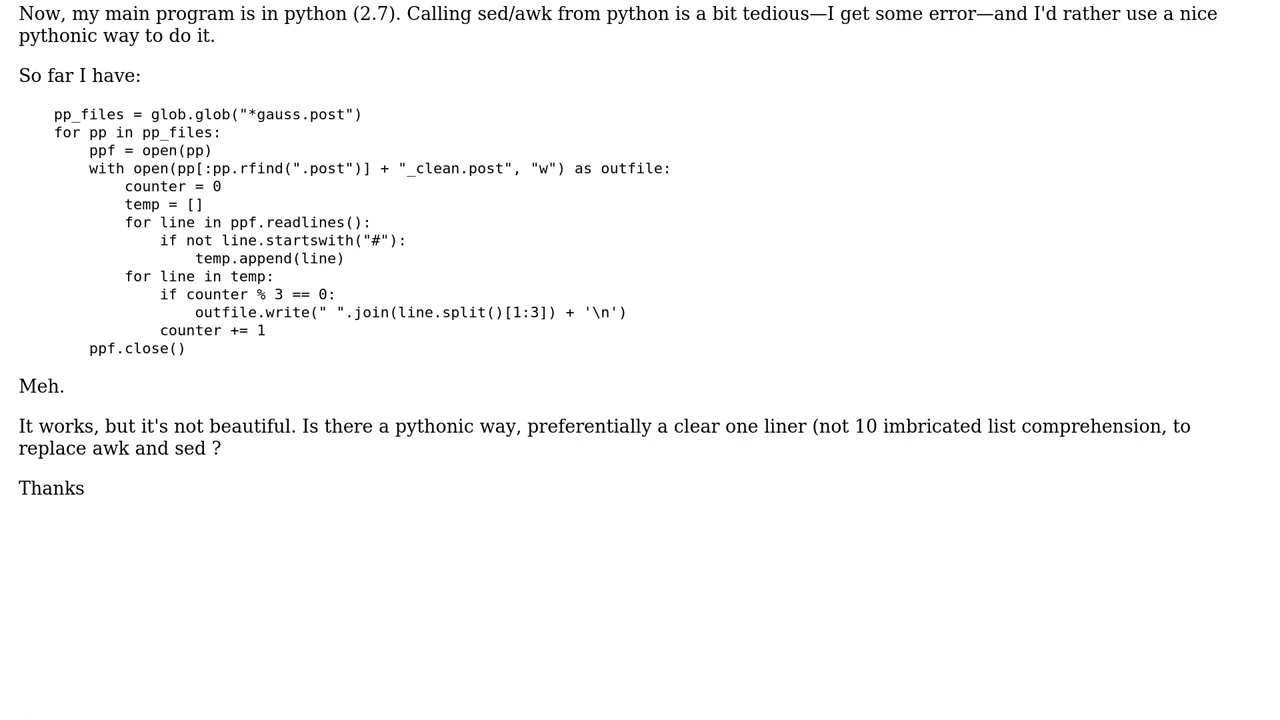 Now, my main program is in python (2.7). Calling sed/awk from python is a bit tedious—I get some error—and I'd rather use a nice
pythonic way to do it.
So far I have:
pp_files = glob.glob("*gauss.post")
for pp in pp_files:
    ppf = open(pp)
    with open(pp[:pp.rfind(".post")] + "_clean.post", "w") as outfile:
        counter = 0
        temp = []
        for line in ppf.readlines():
            if not line.startswith("#"):
                temp.append(line)
        for line in temp:
            if counter % 3 == 0:
                outfile.write(" ".join(line.split()[1:3]) + '\n')
            counter += 1
    ppf.close()
Meh.
It works, but it's not beautiful. Is there a pythonic way, preferentially a clear one liner (not 10 imbricated list comprehension, to
replace awk and sed ?
Thanks